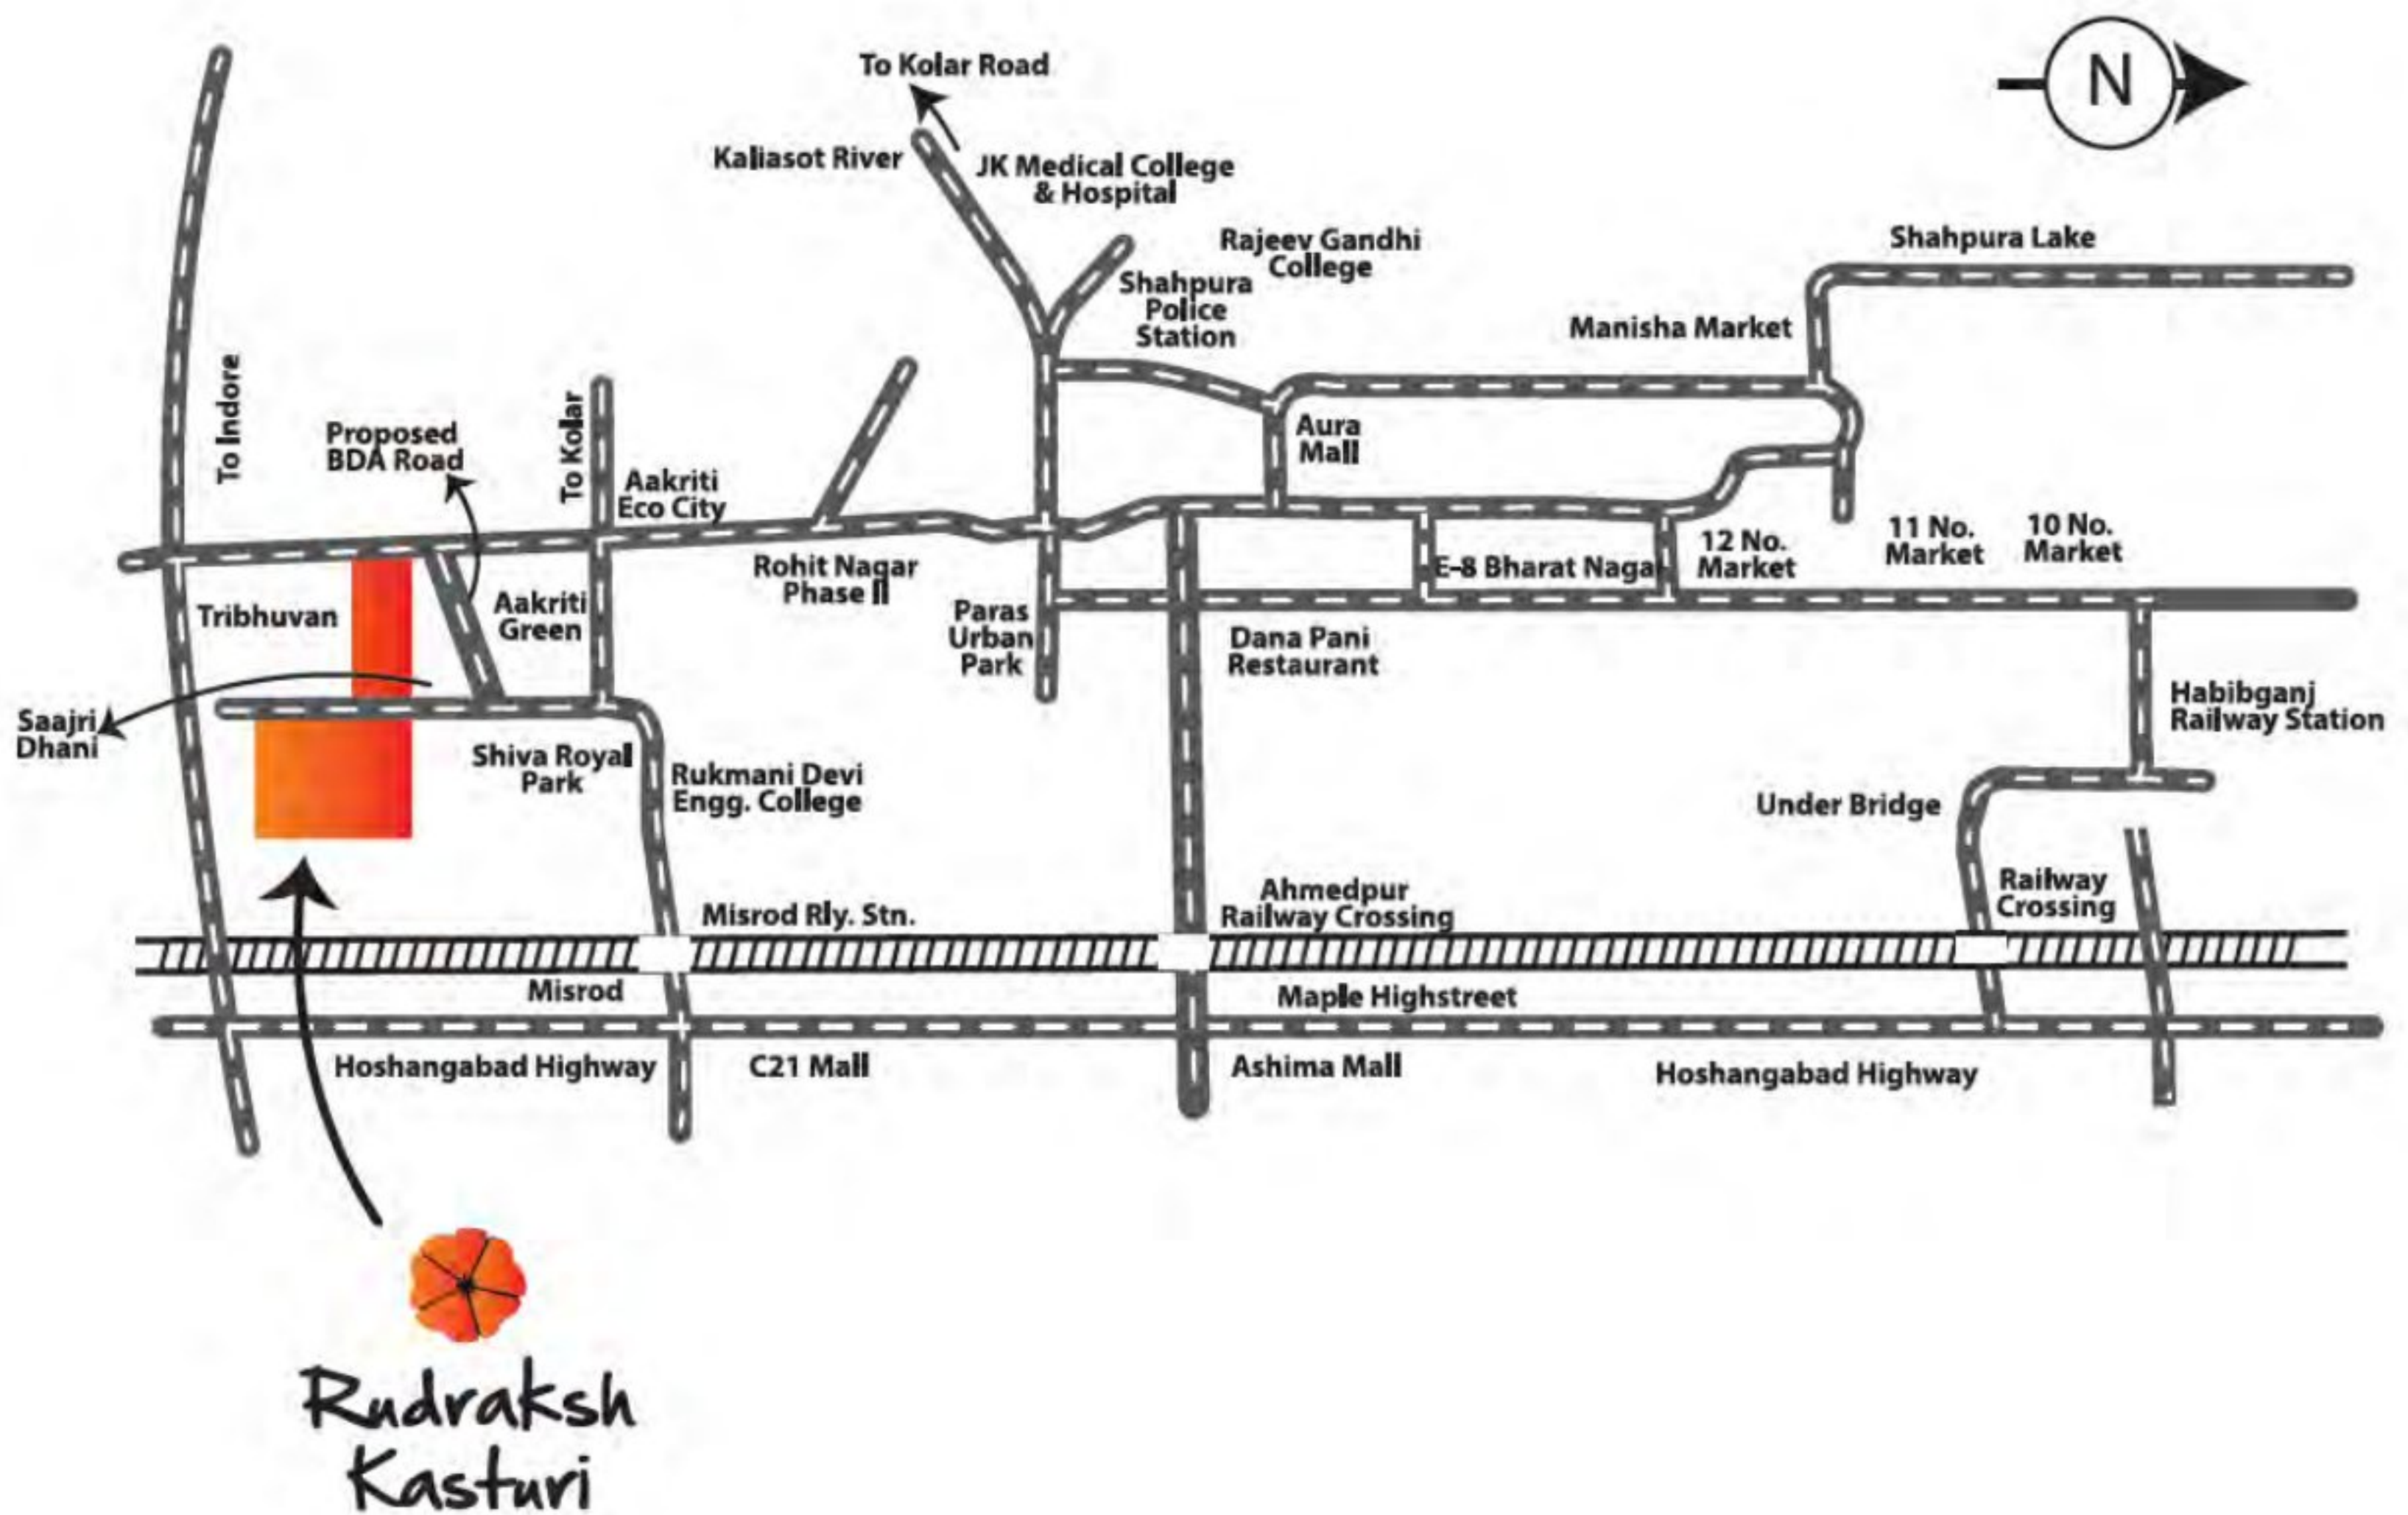 N
To Kolar Road
Kaliasot River
JK Medical College
& Hospital
Rajeev Gandhi
College
Shahpura Lake
Shahpura
Police
Station
Manisha Market
To Indore
Proposed
BDA Road
To Kolar
Aakriti
Eco City
Aura
Mall
Rohit Nagar
Phase II
E-8 Bharat Nagar
12 No.
Market
11 No.
Market
10 No.
Market
Tribhuvan
Aakriti
Green
Paras
Urban
Park
Dana Pani
Restaurant
Saajri
Dhani
Shiva Royal
Park
Rukmani Devi
Engg. College
Habibganj
Railway Station
Under Bridge
Misrod Rly. Stn.
Ahmedpur
Railway Crossing
Railway
Crossing
Misrod
Maple Highstreet
Hoshangabad Highway
C21 Mall
Ashima Mall
Hoshangabad Highway
Rudraksh
Kasturi